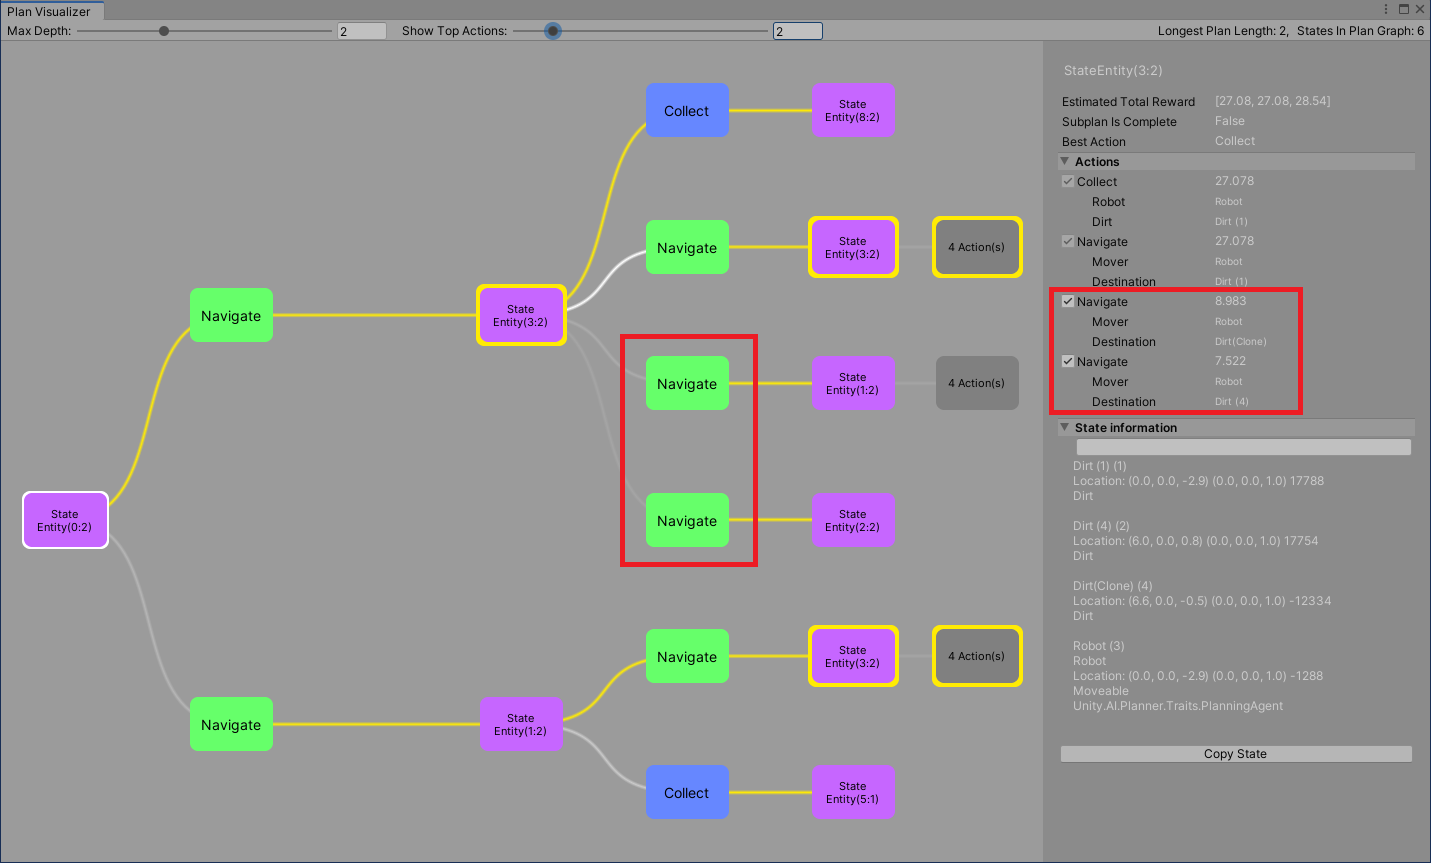 Plan Visualizer
Max Depth: 2 Show Top Actions: 2 Longest Plan Length: 2, States In Plan Graph: 6
State
Entity(0:2)
Navigate
Navigate
State
Entity(3:2)
State
Entity(1:2)
Collect
State
Entity(8:2)
Navigate
State
Entity(3:2)
4 Action(s)
Navigate
State
Entity(1:2)
4 Action(s)
Navigate
State
Entity(2:2)
Navigate
State
Entity(3:2)
4 Action(s)
Collect
State
Entity(5:1)
StateEntity(3:2)
Estimated Total Reward [27.08, 27.08, 28.54]
Subplan Is Complete False
Best Action Collect
Actions
Collect 27.078
Robot Robot
Dirt Dirt (1)
Navigate 27.078
Mover Robot
Destination Dirt (1)
Navigate 8.983
Mover Robot
Destination Dirt(Clone)
Navigate 7.522
Mover Robot
Destination Dirt (4)
State information
Dirt (1) (1)
Location: (0.0, 0.0, -2.9) (0.0, 0.0, 1.0) 17788
Dirt
Dirt (4) (2)
Location: (6.0, 0.0, 0.8) (0.0, 0.0, 1.0) 17754
Dirt
Dirt(Clone) (4)
Location: (6.6, 0.0, -0.5) (0.0, 0.0, 1.0) -12334
Dirt
Robot (3)
Robot
Location: (0.0, 0.0, -2.9) (0.0, 0.0, 1.0) -1288
Moveable
Unity.AI.Planner.Traits.PlanningAgent
Copy State